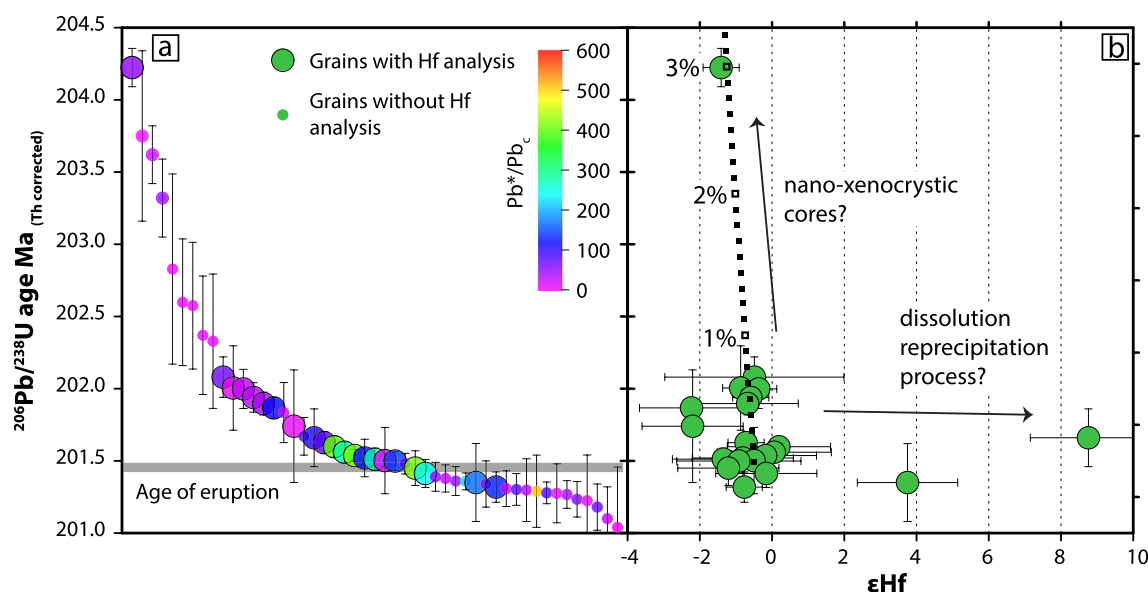 a
Grains with Hf analysis
Grains without Hf
analysis
600
500
400
300
200
100
0
Pb*/Pbc
204.5
204.0
203.5
203.0
202.5
202.0
201.5
201.0
206Pb/238U age Ma (Th corrected)
Age of eruption
b
3%
2%
1%
nano-xenocrystic
cores?
dissolution
reprecipitation
process?
-4 -2 0 2 4 6 8 10
εHf